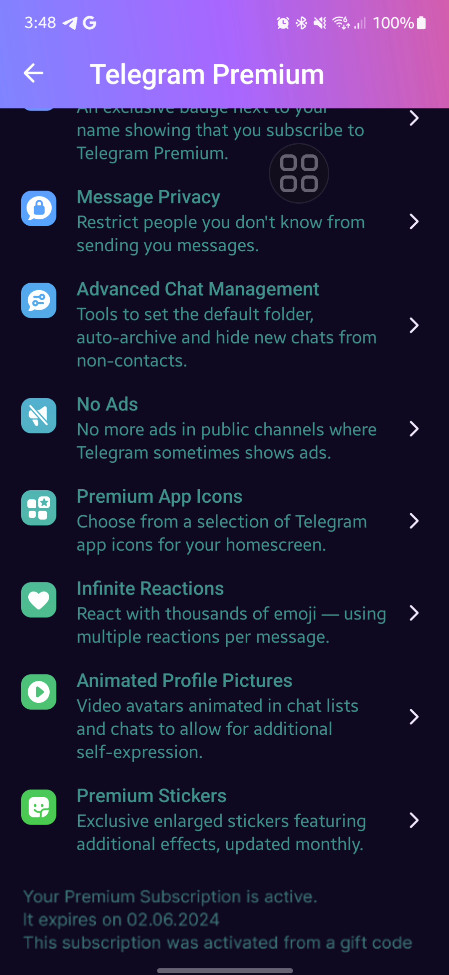 3:48 100%
Telegram Premium
An exclusive badge next to your
name showing that you subscribe to
Telegram Premium.
Message Privacy
Restrict people you don't know from
sending you messages.
Advanced Chat Management
Tools to set the default folder,
auto-archive and hide new chats from
non-contacts.
No Ads
No more ads in public channels where
Telegram sometimes shows ads.
Premium App Icons
Choose from a selection of Telegram
app icons for your homescreen.
Infinite Reactions
React with thousands of emoji — using
multiple reactions per message.
Animated Profile Pictures
Video avatars animated in chat lists
and chats to allow for additional
self-expression.
Premium Stickers
Exclusive enlarged stickers featuring
additional effects, updated monthly.
Your Premium Subscription is active.
It expires on 02.06.2024
This subscription was activated from a gift code